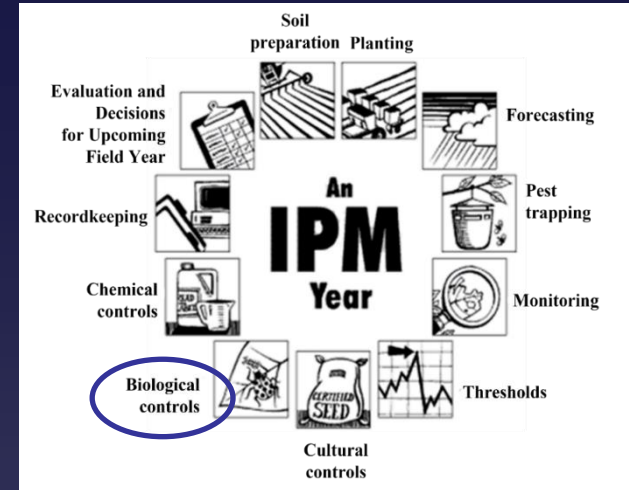 Soil
preparation
Planting
Evaluation and
Decisions
for Upcoming
Field Year
Forecasting
An
IPM
Year
Pest
trapping
Recordkeeping
Monitoring
Chemical
controls
Biological
controls
CERTIFIED
SEED
Thresholds
Cultural
controls